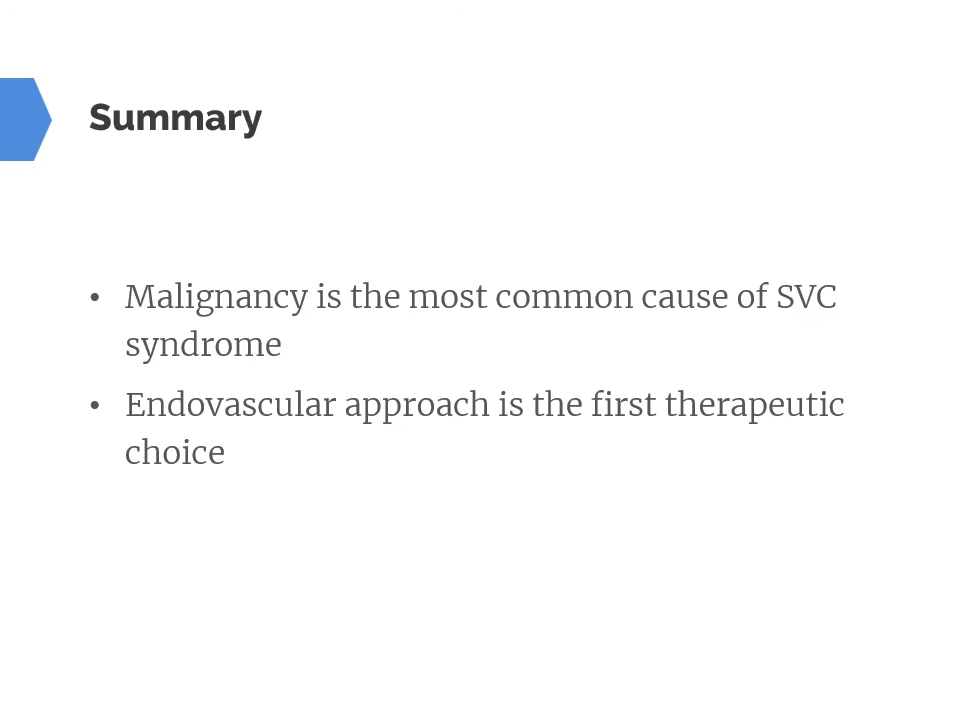 Summary
• Malignancy is the most common cause of SVC
syndrome
• Endovascular approach is the first therapeutic
choice